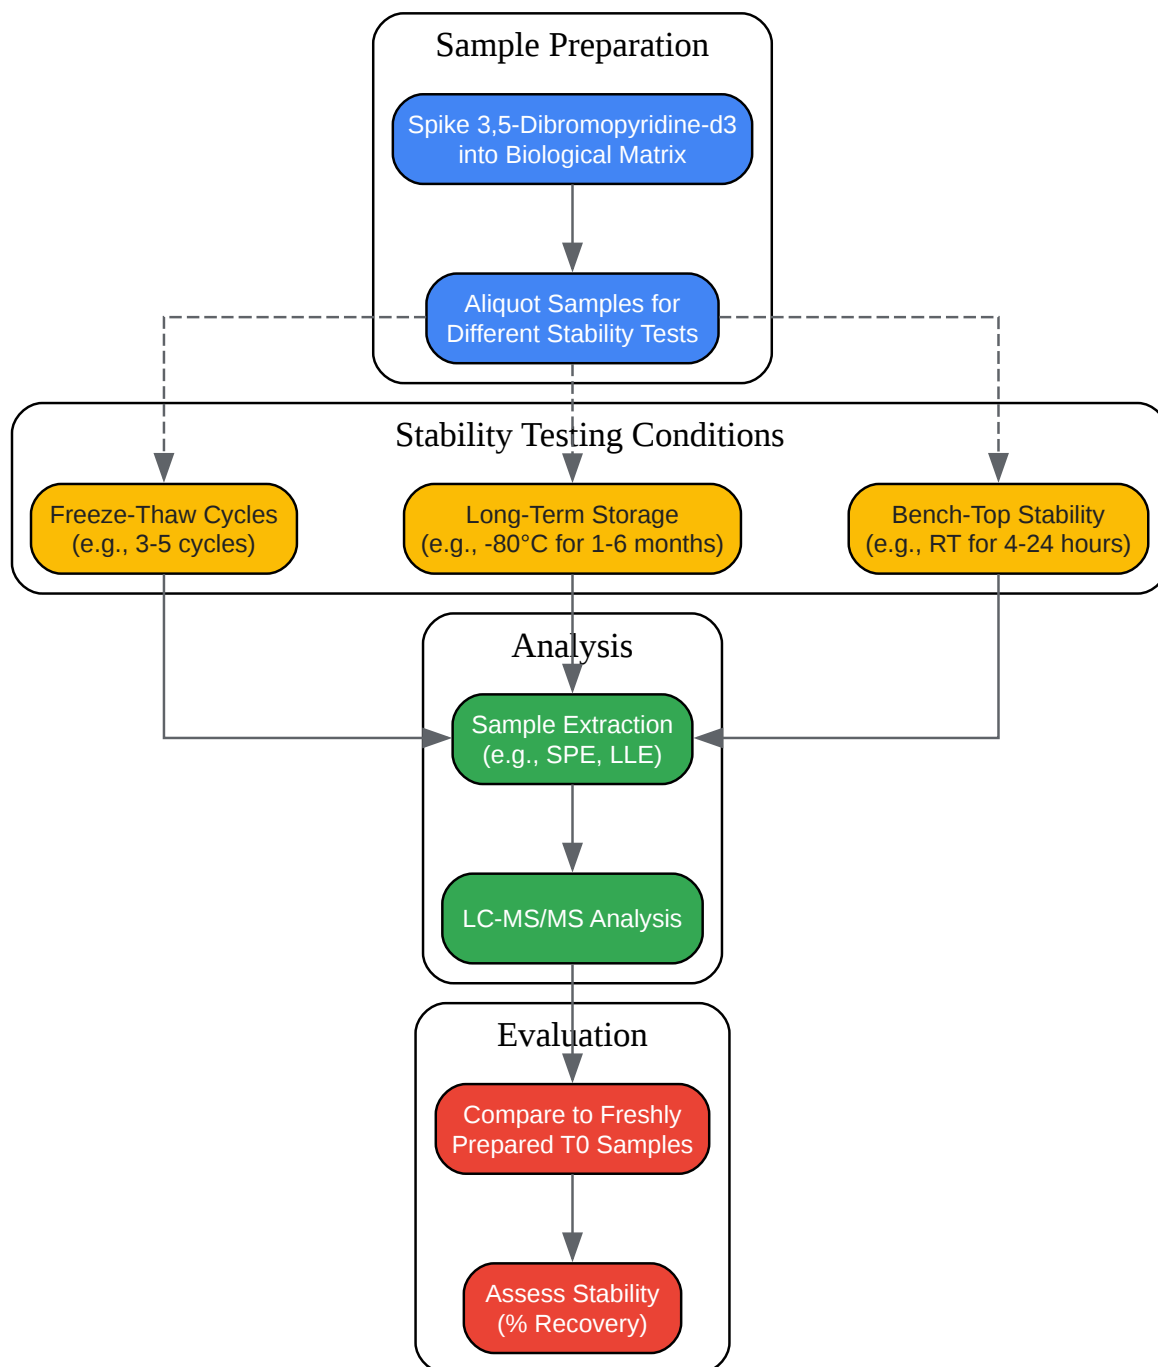 Sample Preparation
Spike 3,5-Dibromopyridine-d3
into Biological Matrix
Aliquot Samples for
Different Stability Tests
Stability Testing Conditions
Freeze-Thaw Cycles
(e.g., 3-5 cycles)
Long-Term Storage
(e.g., -80°C for 1-6 months)
Bench-Top Stability
(e.g., RT for 4-24 hours)
Analysis
Sample Extraction
(e.g., SPE, LLE)
LC-MS/MS Analysis
Evaluation
Compare to Freshly
Prepared T0 Samples
Assess Stability
(% Recovery)